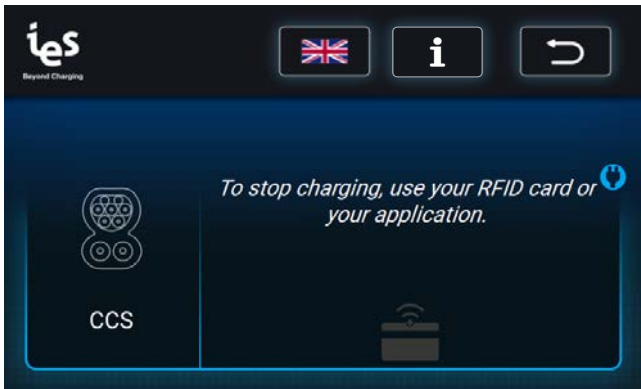 ies
Beyond Charging
i
To stop charging, use your RFID card or
your application.
CCS